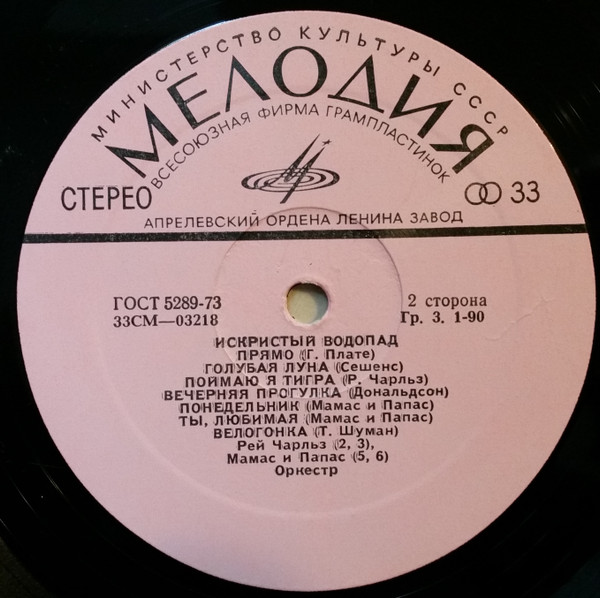 МИНИСТЕРСТВО КУЛЬТУРЫ СССР
МЕЛОДИЯ
ВСЕСОЮЗНАЯ ФИРМА ГРАМПЛАСТИНОК
СТЕРЕО
33
АПРЕЛЕВСКИЙ ОРДЕНА ЛЕНИНА ЗАВОД
ГОСТ 5289-73
2 сторона
33СМ—03218
Гр. 3. 1-90
ИСКРИСТЫЙ ВОДОПАД
ПРЯМО (Г. Плате)
ГОЛУБАЯ ЛУНА (Сешенс)
ПОЙМАЮ Я ТИГРА (Р. Чарльз)
ВЕЧЕРНЯЯ ПРОГУЛКА (Дональдсон)
ПОНЕДЕЛЬНИК (Мамас и Папас)
ТЫ, ЛЮБИМАЯ (Мамас и Папас)
ВЕЛОГОНКА (Т. Шуман)
Рей Чарльз (2, 3),
Мамас и Папас (5, 6)
Оркестр